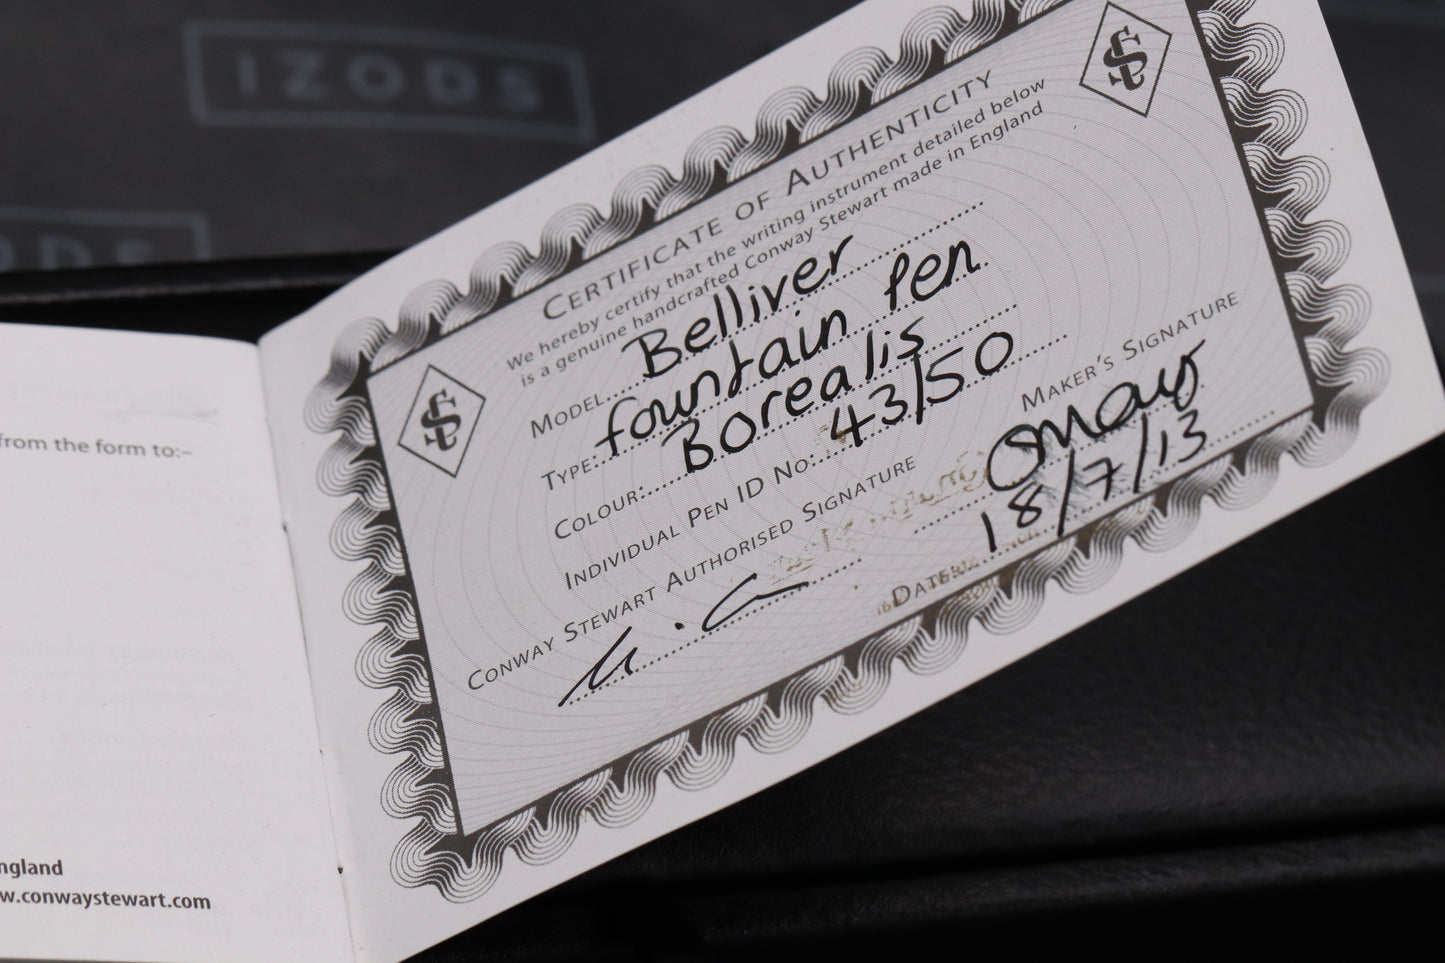 IZODS
from the form to:–
ngland
w.conwaystewart.com
CERTIFICATE OF AUTHENTICITY
We hereby certify that the writing instrument detailed below
is a genuine handcrafted Conway Stewart made in England
MODEL Belliver
TYPE: fountain pen
COLOUR: Borealis
INDIVIDUAL PEN ID NO: 43/50
CONWAY STEWART AUTHORISED SIGNATURE
MAKER'S SIGNATURE
DATE: 18/7/13